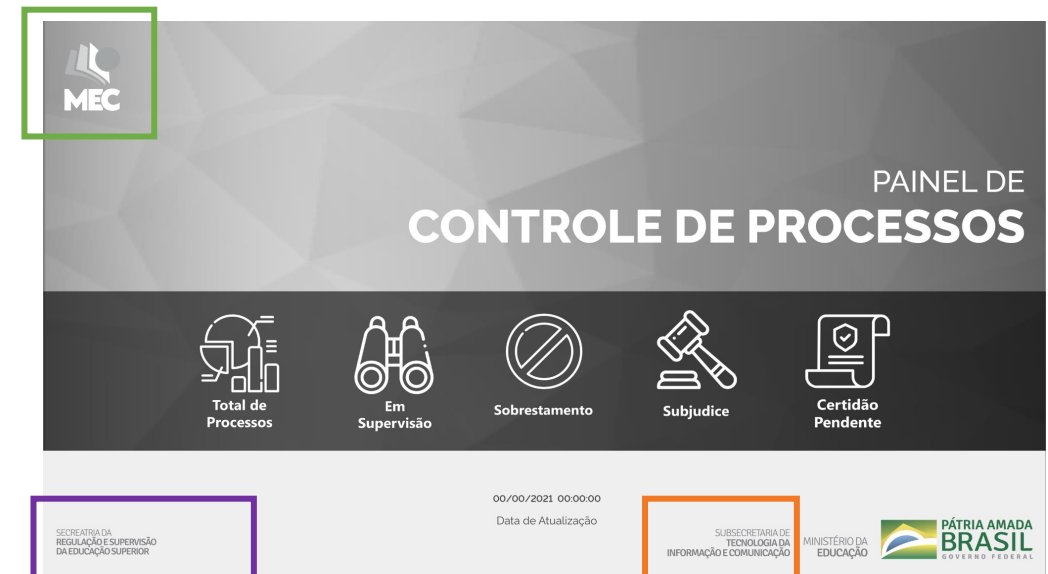 MEC
PAINEL DE
CONTROLE DE PROCESSOS
Total de
Processos
Em
Supervisão
Sobrestamento
Subjudice
Certidão
Pendente
00/00/2021 00:00:00
Data de Atualização
SECREATRIA DA
REGULAÇÃO E SUPERVISÃO
DA EDUCAÇÃO SUPERIOR
SUBSECRETARIA DE
TECNOLOGIA DA
INFORMAÇÃO E COMUNICAÇÃO
MINISTÉRIO DA
EDUCAÇÃO
PÁTRIA AMADA
BRASIL
GOVERNO FEDERAL